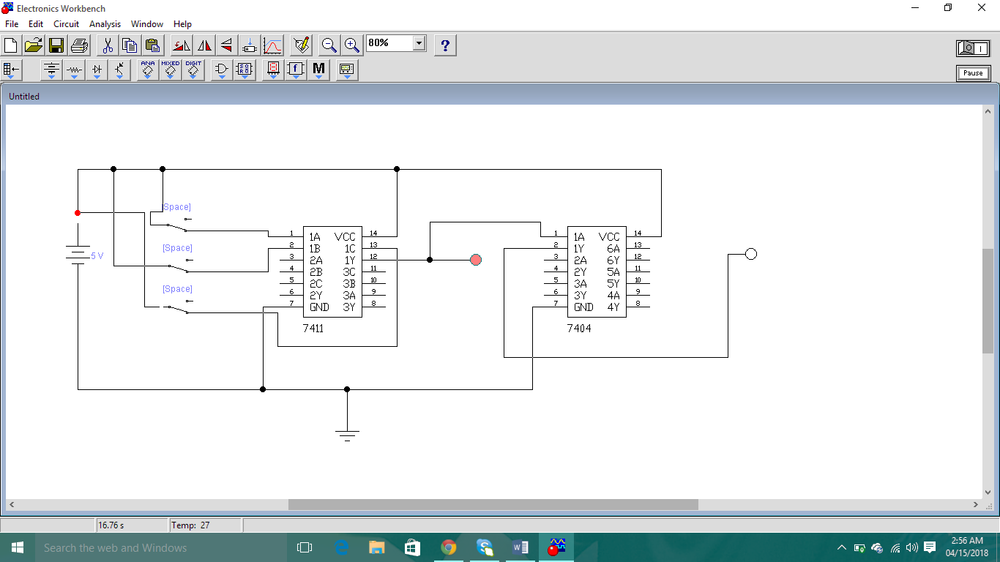 Electronics Workbench
File Edit Circuit Analysis Window Help
80%
?
ANA MIXED DIGIT
f M
Pause
Untitled
[Space]
[Space]
[Space]
5 V
1 1A VCC 14
2 1B 1C 13
3 2A 1Y 12
4 2B 3C 11
5 2C 3B 10
6 2Y 3A 9
7 GND 3Y 8
7411
1 1A VCC 14
2 1Y 6A 13
3 2A 6Y 12
4 2Y 5A 11
5 3A 5Y 10
6 3Y 4A 9
7 GND 4Y 8
7404
16.76 s Temp: 27
Search the web and Windows
2:56 AM
04/15/2018